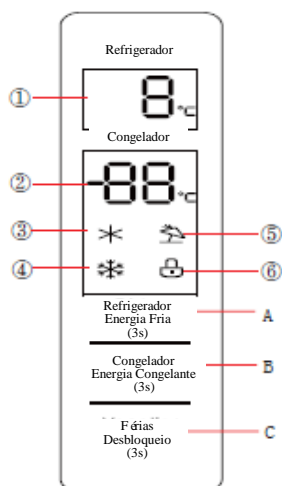 Refrigerador
①
8 °C
Congelador
②
-88 °C
③
⑤
④
⑥
Refrigerador
Energia Fria
(3s)
A
Congelador
Energia Congelante
(3s)
B
Férias
Desbloqueio
(3s)
C